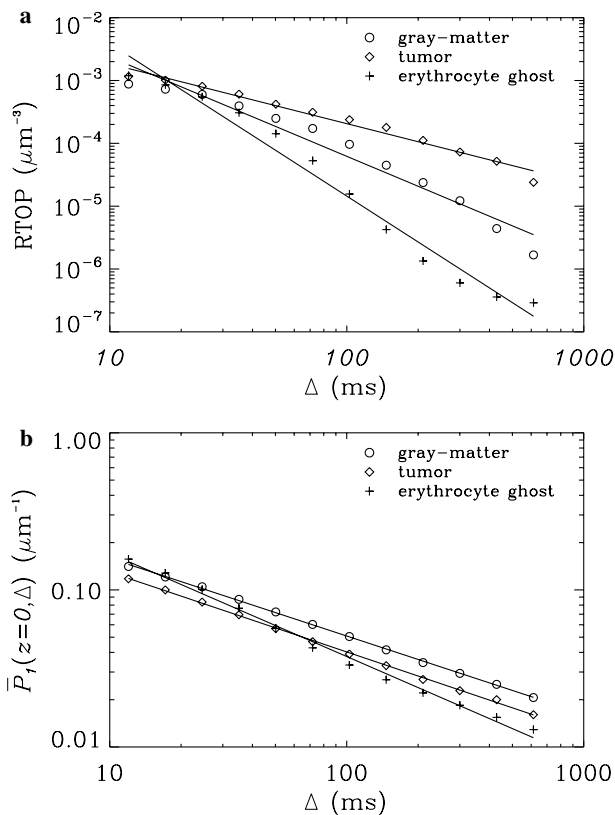 a
10⁻²
10⁻³
10⁻⁴
10⁻⁵
10⁻⁶
10⁻⁷
RTOP (μm⁻³)
gray-matter
tumor
erythrocyte ghost
10 100 1000
Δ (ms)
b
1.00
0.10
0.01
P̅₁(z=0,Δ) (μm⁻¹)
gray-matter
tumor
erythrocyte ghost
10 100 1000
Δ (ms)